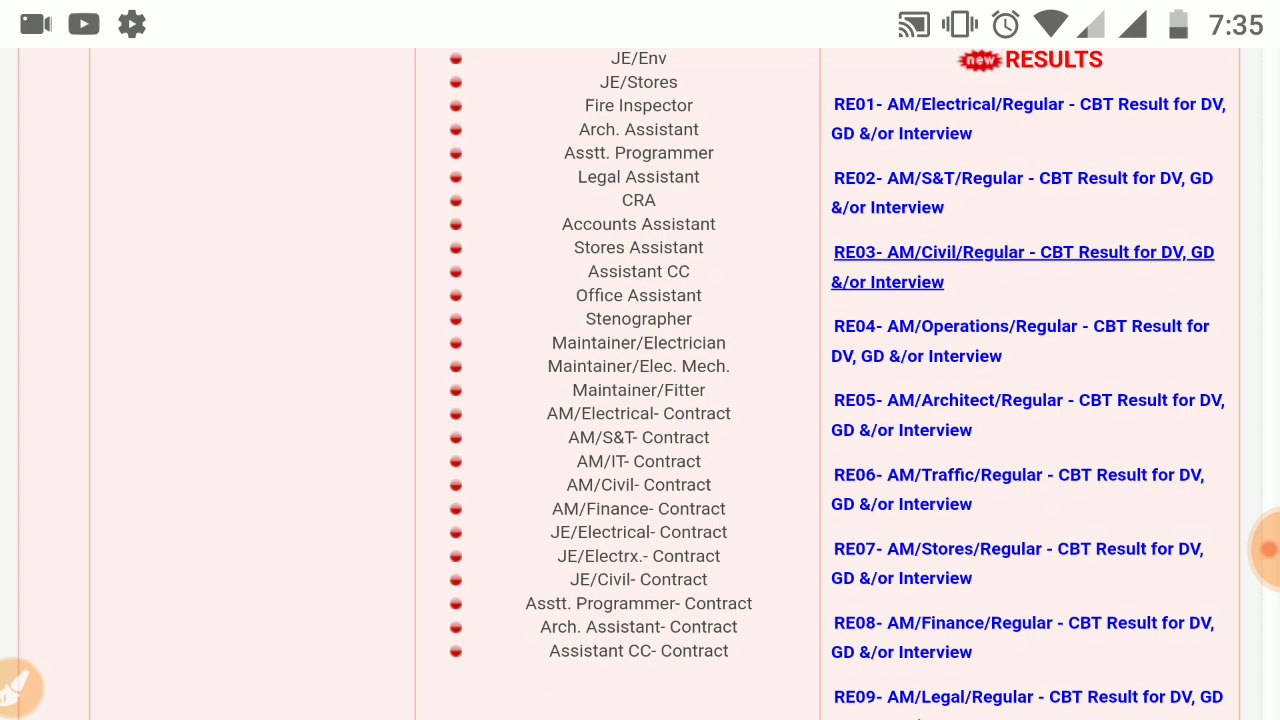 7:35
JE/Env
JE/Stores
Fire Inspector
Arch. Assistant
Asstt. Programmer
Legal Assistant
CRA
Accounts Assistant
Stores Assistant
Assistant CC
Office Assistant
Stenographer
Maintainer/Electrician
Maintainer/Elec. Mech.
Maintainer/Fitter
AM/Electrical- Contract
AM/S&T- Contract
AM/IT- Contract
AM/Civil- Contract
AM/Finance- Contract
JE/Electrical- Contract
JE/Electrx.- Contract
JE/Civil- Contract
Asstt. Programmer- Contract
Arch. Assistant- Contract
Assistant CC- Contract
new RESULTS
RE01- AM/Electrical/Regular - CBT Result for DV,
GD &/or Interview
RE02- AM/S&T/Regular - CBT Result for DV, GD
&/or Interview
RE03- AM/Civil/Regular - CBT Result for DV, GD
&/or Interview
RE04- AM/Operations/Regular - CBT Result for
DV, GD &/or Interview
RE05- AM/Architect/Regular - CBT Result for DV,
GD &/or Interview
RE06- AM/Traffic/Regular - CBT Result for DV,
GD &/or Interview
RE07- AM/Stores/Regular - CBT Result for DV,
GD &/or Interview
RE08- AM/Finance/Regular - CBT Result for DV,
GD &/or Interview
RE09- AM/Legal/Regular - CBT Result for DV, GD